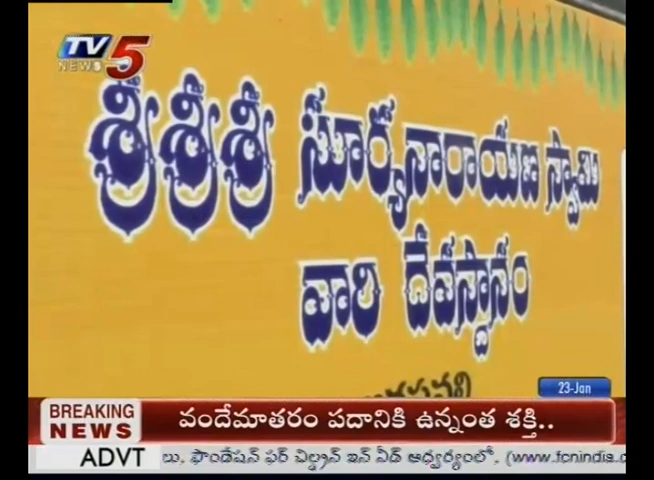 TV5
NEWS
శ్రీశ్రీశ్రీ సూర్యనారాయణ స్వామి
వారి దేవస్థానం
23-Jan
BREAKING NEWS
వందేమాతరం పదానికి ఉన్నంత శక్తి..
ADVT
లు, ఫౌండేషన్ ఫర్ చిల్డ్రన్ ఇన్ నీడ్ ఆధ్వర్యంలో, (www.fcnindis.c